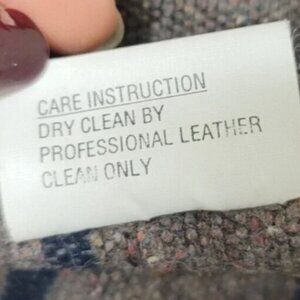 CARE INSTRUCTION
DRY CLEAN BY
PROFESSIONAL LEATHER
CLEAN ONLY